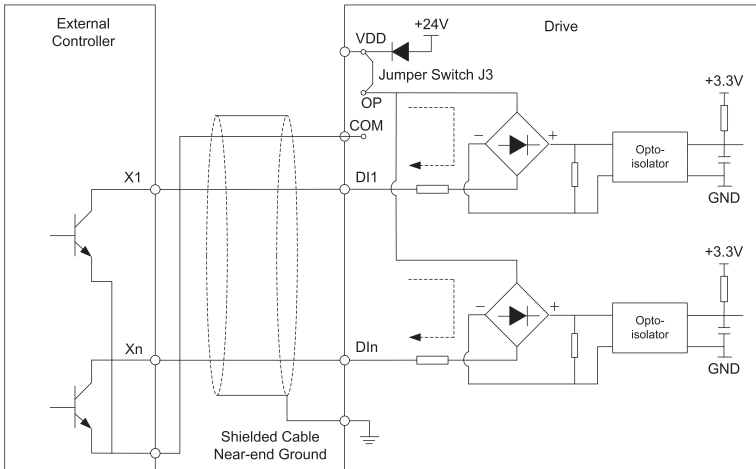 External
Controller
+24V
Drive
VDD
Jumper Switch J3
+3.3V
OP
COM
−
+
Opto-
isolator
X1
DI1
GND
+3.3V
−
+
Opto-
isolator
Xn
DIn
GND
Shielded Cable
Near-end Ground